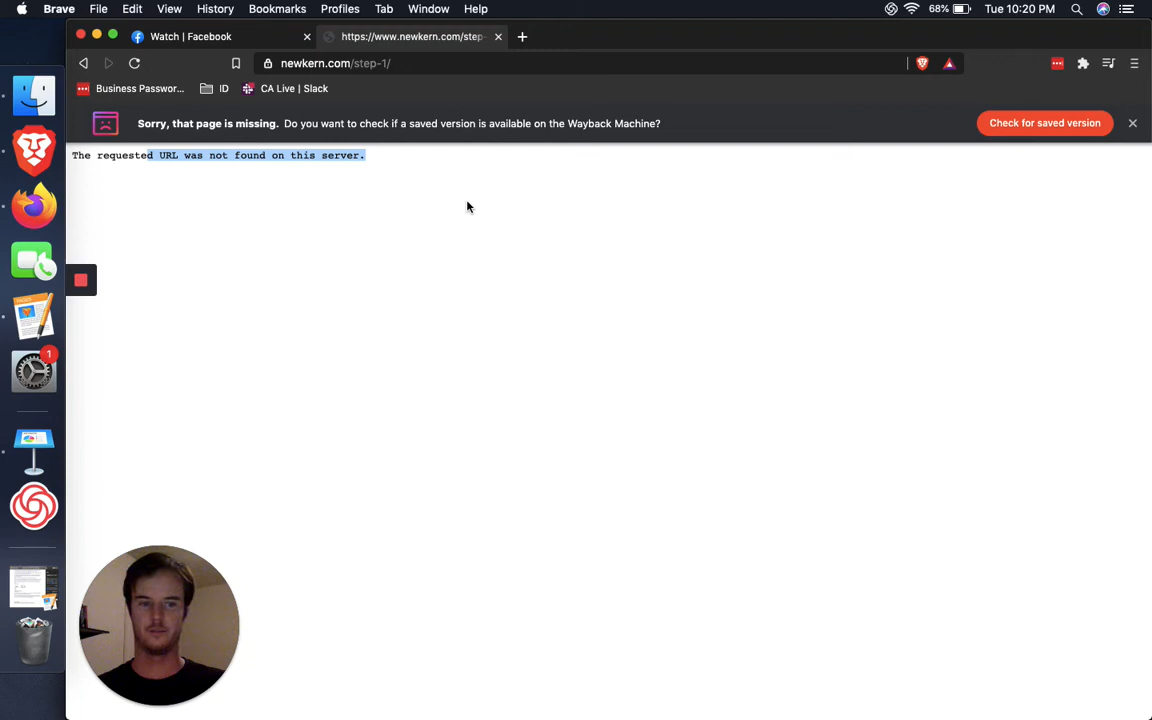 Brave File Edit View History Bookmarks Profiles Tab Window Help 68% Tue 10:20 PM
Watch | Facebook https://www.newkern.com/step-
newkern.com/step-1/
Business Passwor... ID CA Live | Slack
Sorry, that page is missing. Do you want to check if a saved version is available on the Wayback Machine? Check for saved version
The requested URL was not found on this server.
1